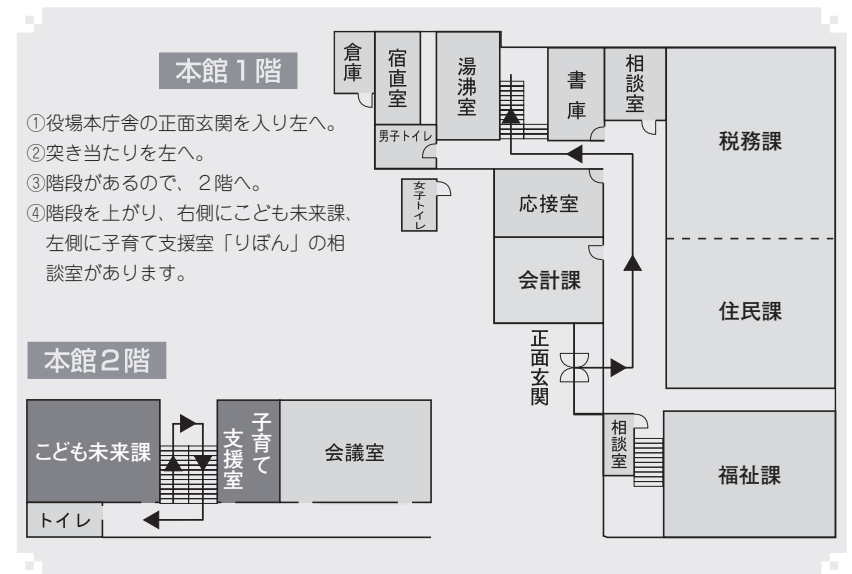 本館１階
①役場本庁舎の正面玄関を入り左へ。
②突き当たりを左へ。
③階段があるので、２階へ。
④階段を上がり、右側にこども未来課、
左側に子育て支援室「りぼん」の相
談室があります。
倉庫
宿直室
湯沸室
書庫
相談室
税務課
男子トイレ
女子トイレ
応接室
会計課
住民課
正面玄関
相談室
福祉課
本館２階
こども未来課
子育て
支援室
会議室
トイレ